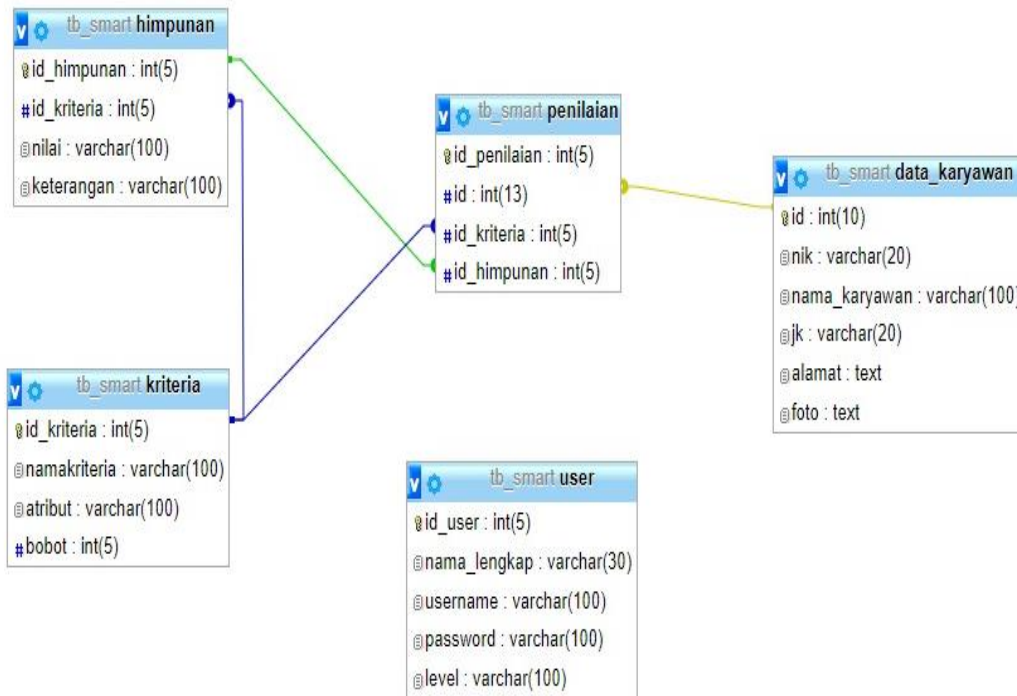 tb_smart himpunan
id_himpunan : int(5)
#id_kriteria : int(5)
nilai : varchar(100)
keterangan : varchar(100)
tb_smart penilaian
id_penilaian : int(5)
#id : int(13)
#id_kriteria : int(5)
#id_himpunan : int(5)
tb_smart data_karyawan
id : int(10)
nik : varchar(20)
nama_karyawan : varchar(100)
jk : varchar(20)
alamat : text
foto : text
tb_smart kriteria
id_kriteria : int(5)
namakriteria : varchar(100)
atribut : varchar(100)
#bobot : int(5)
tb_smart user
id_user : int(5)
nama_lengkap : varchar(30)
username : varchar(100)
password : varchar(100)
level : varchar(100)